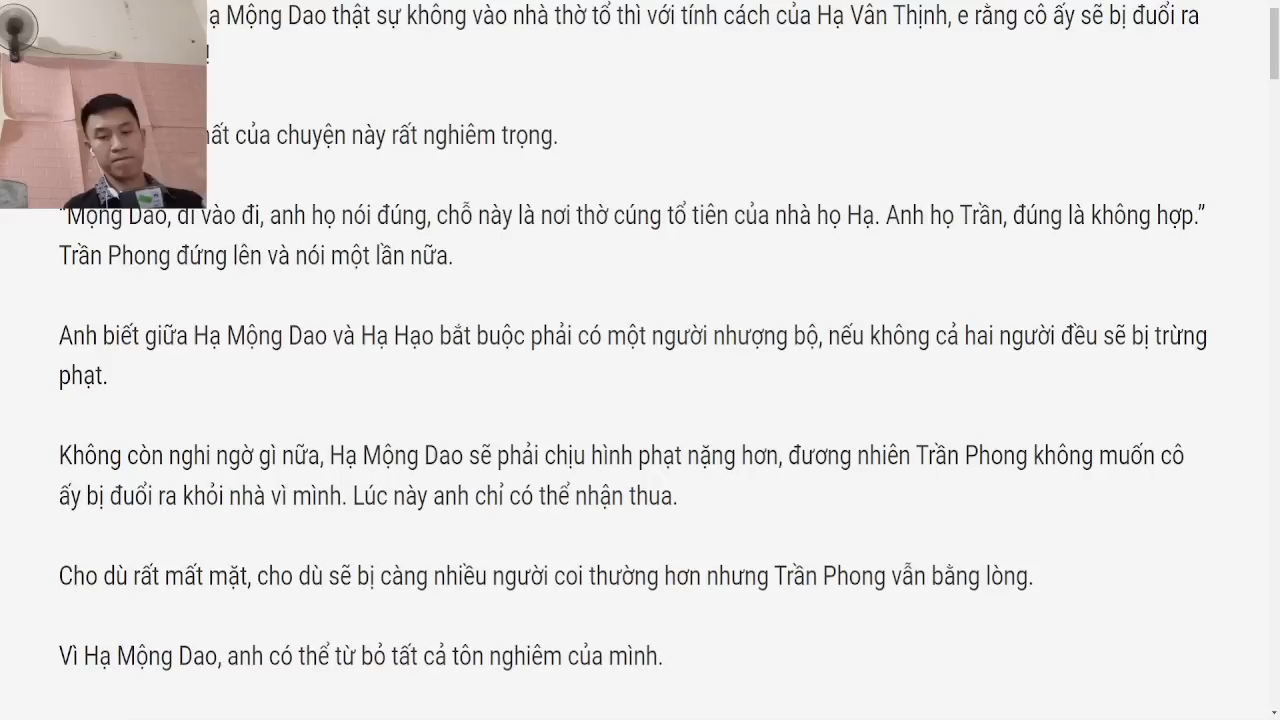 Mộng Dao thật sự không vào nhà thờ tổ thì với tính cách của Hạ Vân Thịnh, e rằng cô ấy sẽ bị đuổi ra
của chuyện này rất nghiêm trọng.
“Mộng Dao, đi vào đi, anh họ nói đúng, chỗ này là nơi thờ cúng tổ tiên của nhà họ Hạ. Anh họ Trần, đúng là không hợp.”
Trần Phong đứng lên và nói một lần nữa.
Anh biết giữa Hạ Mộng Dao và Hạ Hạo bắt buộc phải có một người nhượng bộ, nếu không cả hai người đều sẽ bị trừng
phạt.
Không còn nghi ngờ gì nữa, Hạ Mộng Dao sẽ phải chịu hình phạt nặng hơn, đương nhiên Trần Phong không muốn cô
ấy bị đuổi ra khỏi nhà vì mình. Lúc này anh chỉ có thể nhận thua.
Cho dù rất mất mặt, cho dù sẽ bị càng nhiều người coi thường hơn nhưng Trần Phong vẫn bằng lòng.
Vì Hạ Mộng Dao, anh có thể từ bỏ tất cả tôn nghiêm của mình.